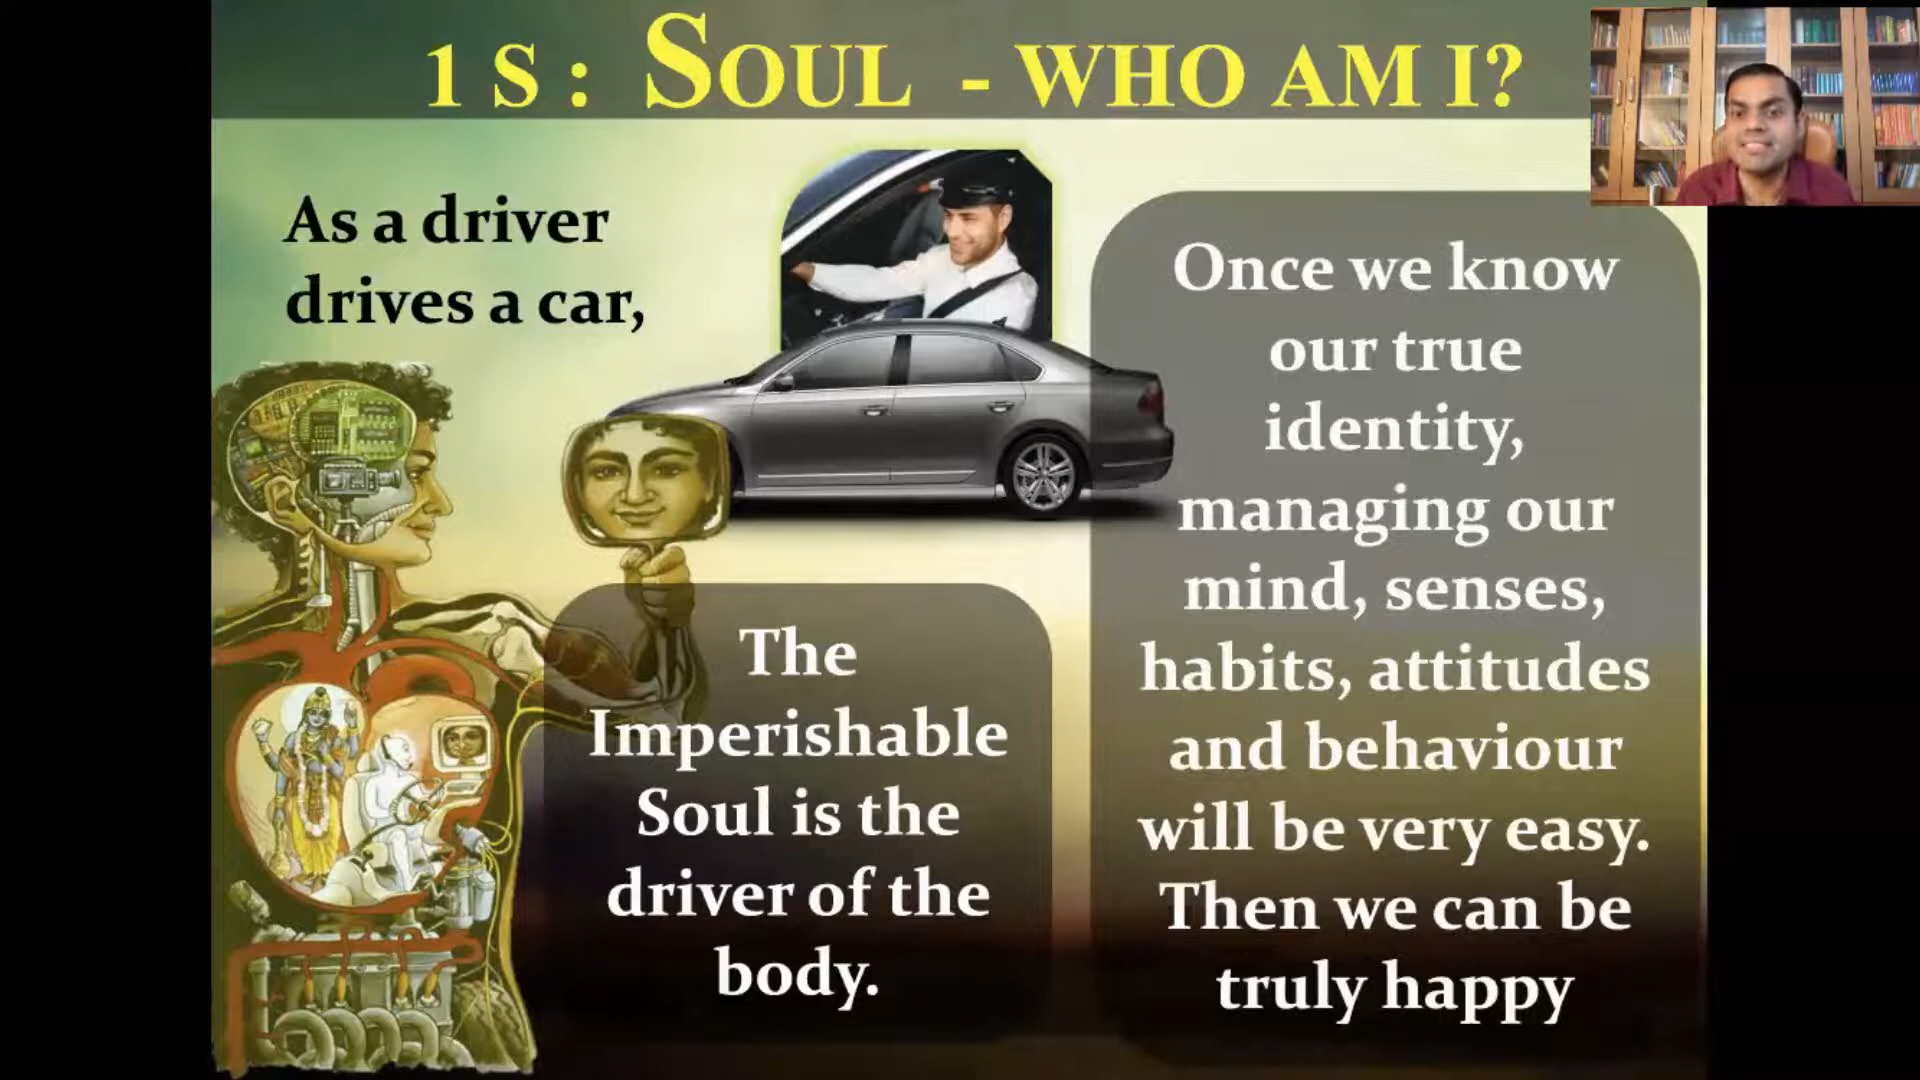 1 S : SOUL - WHO AM I?
As a driver
drives a car,
The
Imperishable
Soul is the
driver of the
body.
Once we know
our true
identity,
managing our
mind, senses,
habits, attitudes
and behaviour
will be very easy.
Then we can be
truly happy